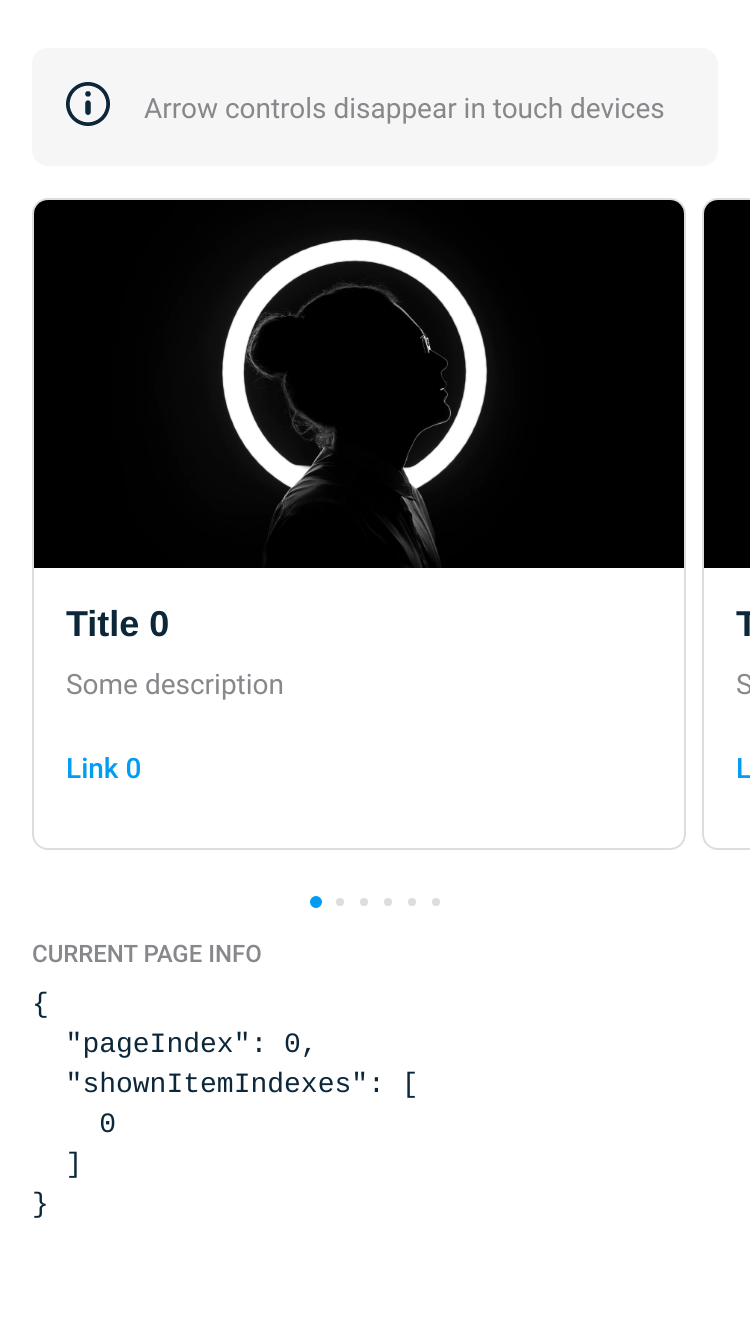 Arrow controls disappear in touch devices
Title 0
Some description
Link 0
T
S
L
CURRENT PAGE INFO
{
"pageIndex": 0,
"shownItemIndexes": [
0
]
}